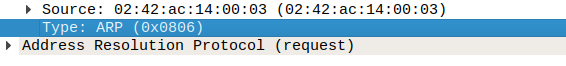 Source: 02:42:ac:14:00:03 (02:42:ac:14:00:03)
Type: ARP (0x0806)
Address Resolution Protocol (request)